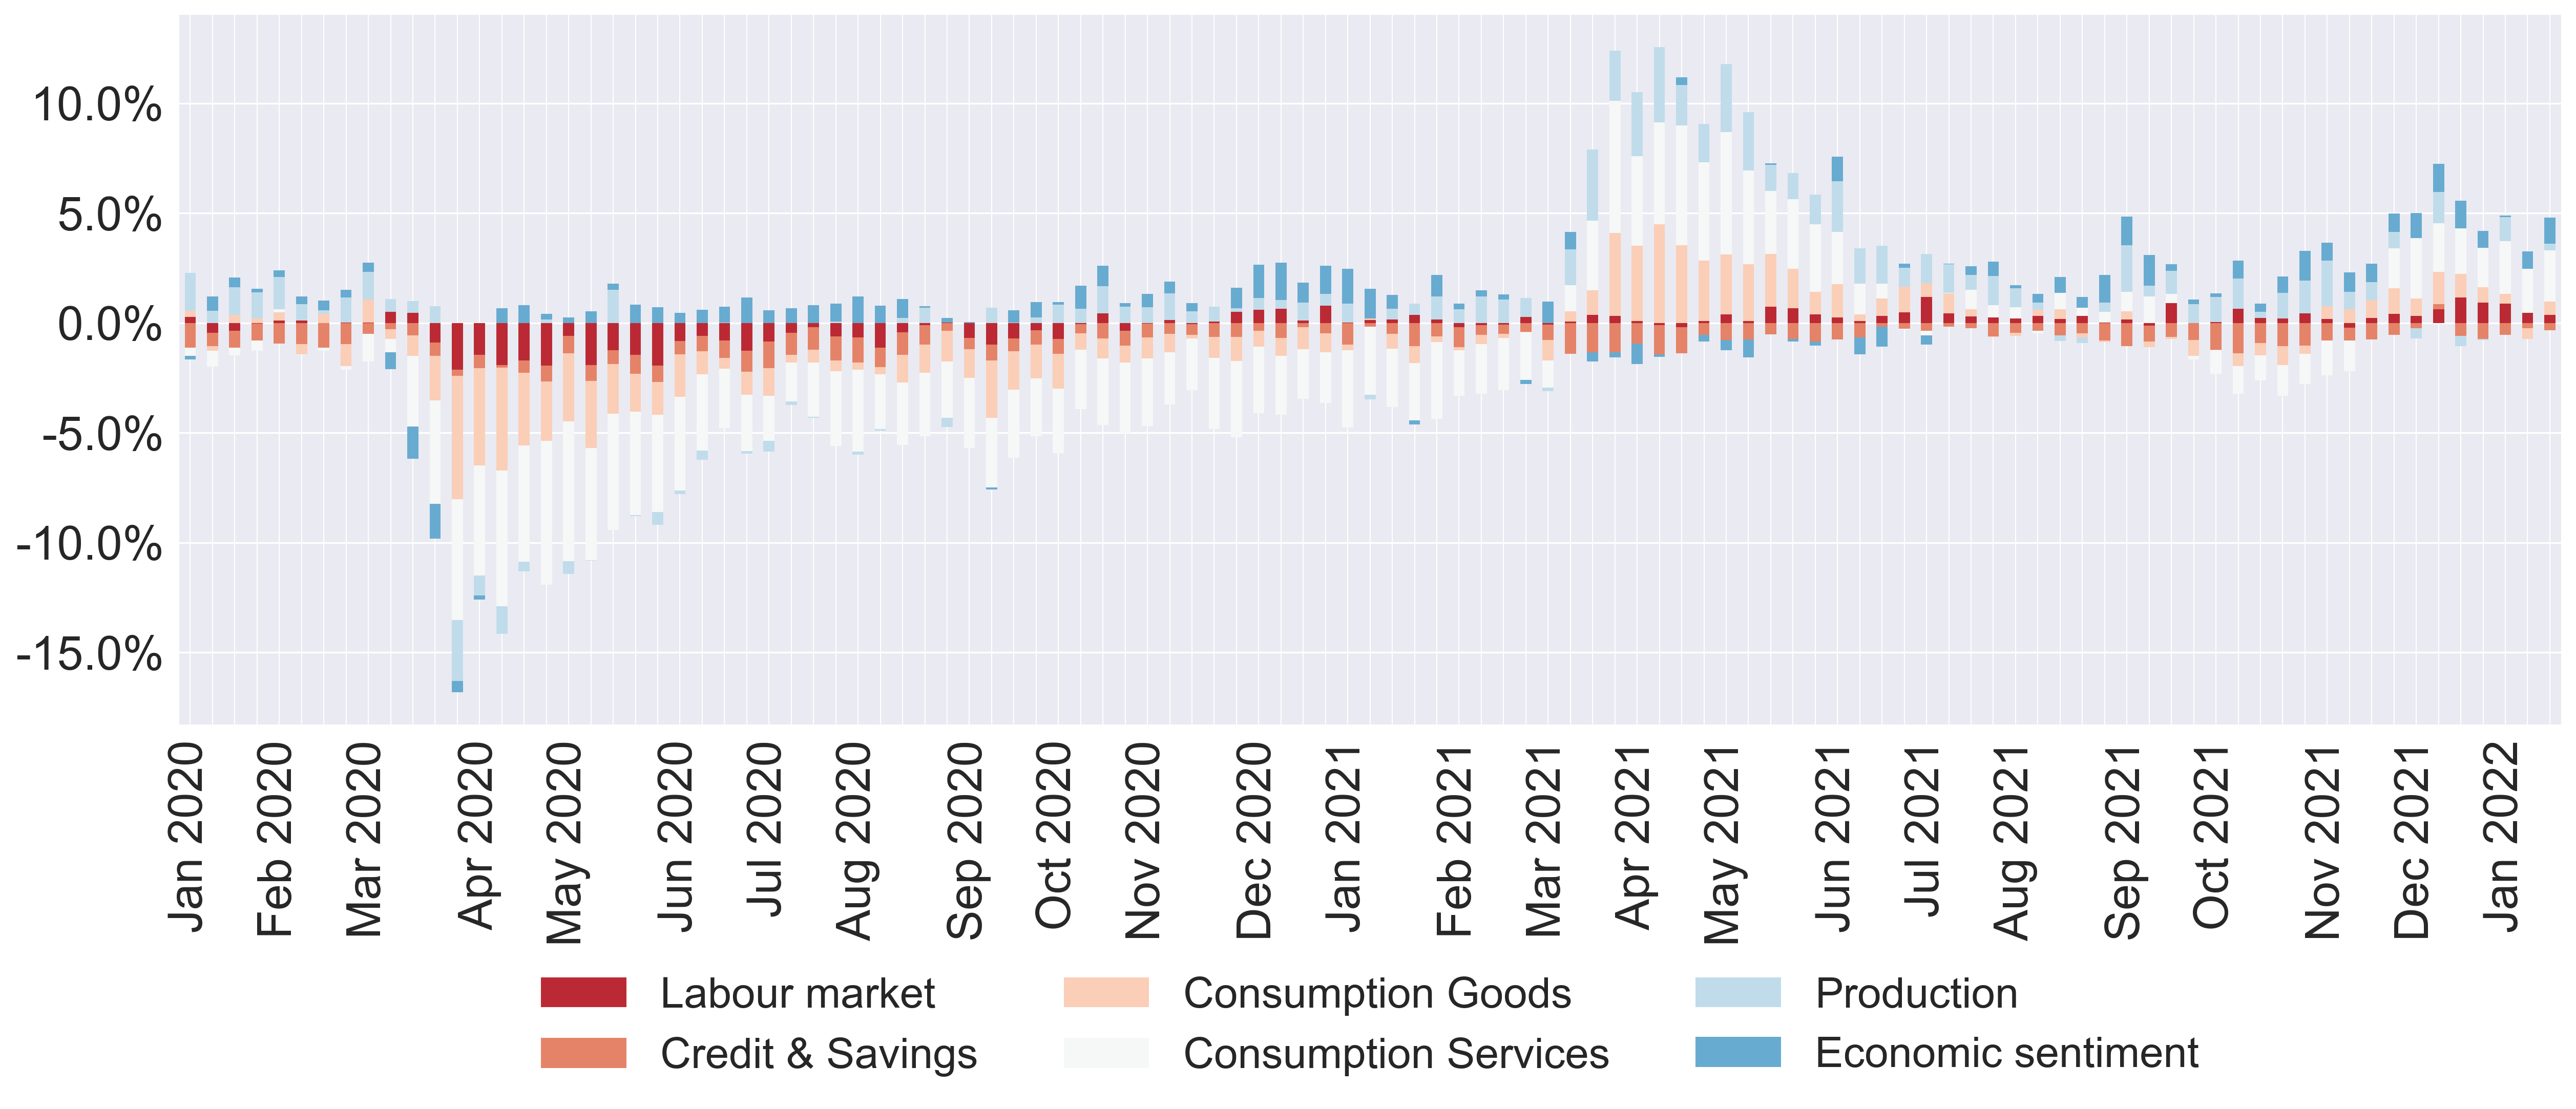 10.0%
5.0%
0.0%
-5.0%
-10.0%
-15.0%
Jan 2020
Feb 2020
Mar 2020
Apr 2020
May 2020
Jun 2020
Jul 2020
Aug 2020
Sep 2020
Oct 2020
Nov 2020
Dec 2020
Jan 2021
Feb 2021
Mar 2021
Apr 2021
May 2021
Jun 2021
Jul 2021
Aug 2021
Sep 2021
Oct 2021
Nov 2021
Dec 2021
Jan 2022
Labour market
Consumption Goods
Production
Credit & Savings
Consumption Services
Economic sentiment